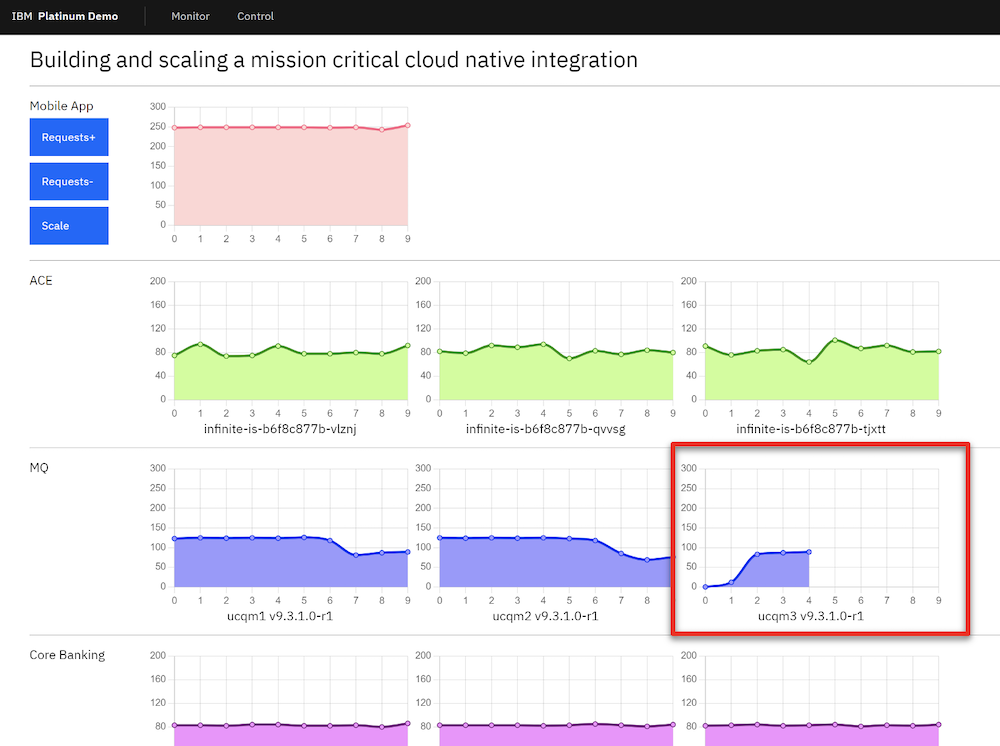 IBM Platinum Demo Monitor Control
Building and scaling a mission critical cloud native integration
Mobile App
Requests+
Requests-
Scale
300
250
200
150
100
50
0
0 1 2 3 4 5 6 7 8 9
ACE
200
160
120
80
40
0
0 1 2 3 4 5 6 7 8 9
infinite-is-b6f8c877b-vlznj
200
160
120
80
40
0
0 1 2 3 4 5 6 7 8 9
infinite-is-b6f8c877b-qvvsg
200
160
120
80
40
0
0 1 2 3 4 5 6 7 8 9
infinite-is-b6f8c877b-tjxtt
MQ
300
250
200
150
100
50
0
0 1 2 3 4 5 6 7 8 9
ucqm1 v9.3.1.0-r1
300
250
200
150
100
50
0
0 1 2 3 4 5 6 7 8
ucqm2 v9.3.1.0-r1
300
250
200
150
100
50
0
0 1 2 3 4 5 6 7 8 9
ucqm3 v9.3.1.0-r1
Core Banking
200
160
120
80
200
160
120
80
200
160
120
80